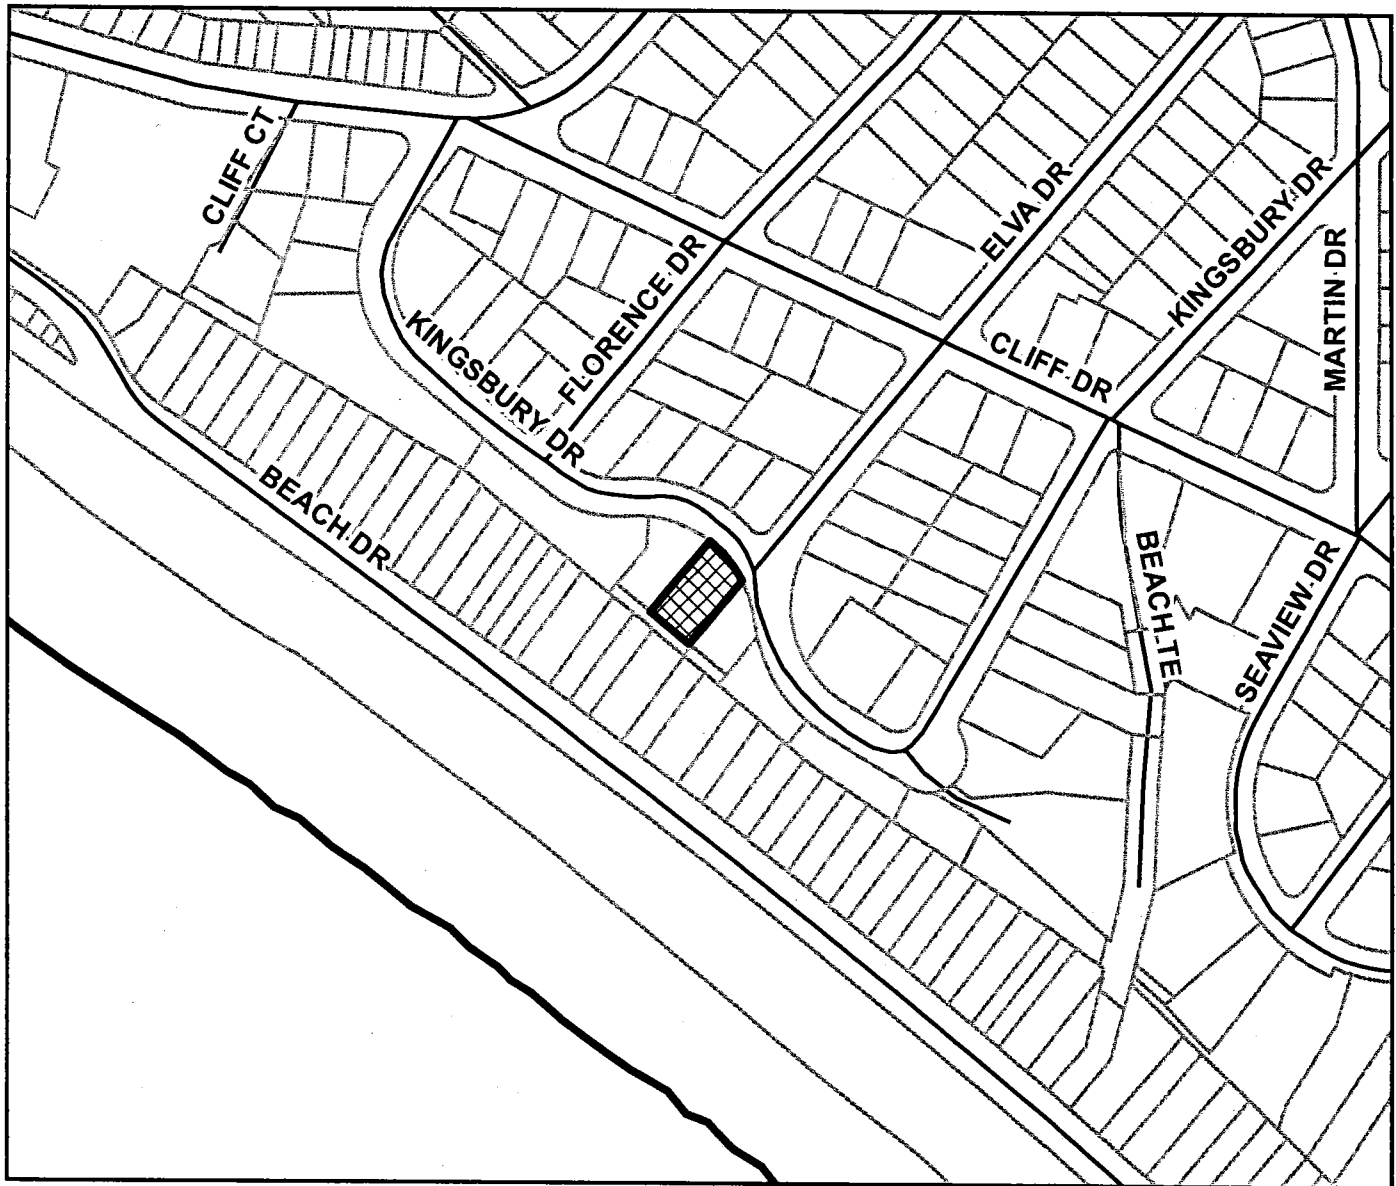 CLIFF CT
FLORENCE DR
ELVA DR
KINGSBURY DR
MARTIN DR
KINGSBURY DR
CLIFF DR
BEACH DR
BEACH TE
SEAVIEW DR